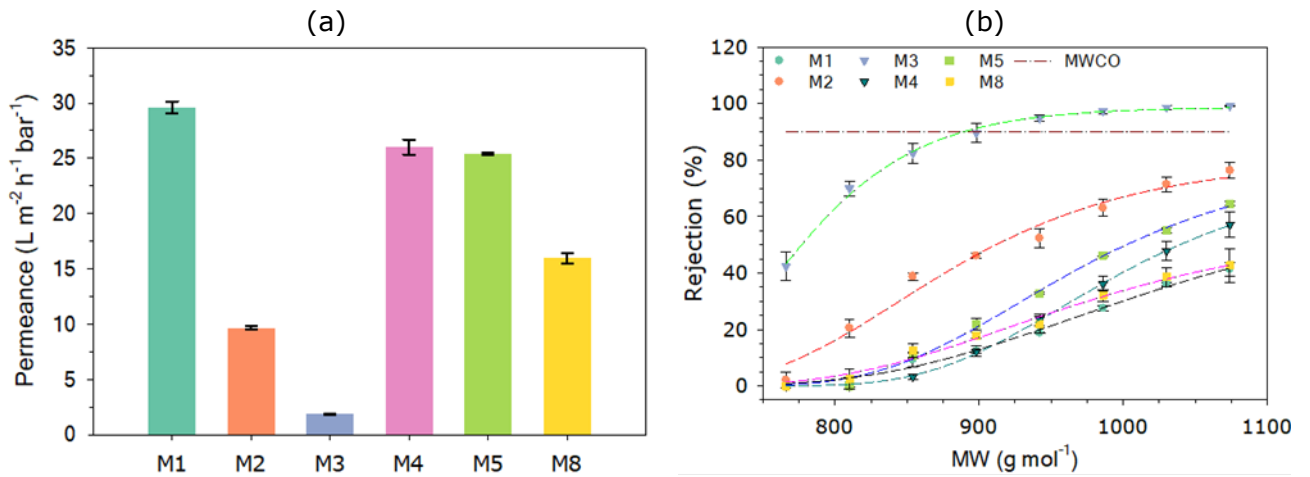 (a)
35
30
25
20
15
10
5
0
Permeance (L m⁻² h⁻¹ bar⁻¹)
M1 M2 M3 M4 M5 M8
(b)
120
100
80
60
40
20
0
Rejection (%)
M1 M3 M5 MWCO
M2 M4 M8
800 900 1000 1100
MW (g mol⁻¹)